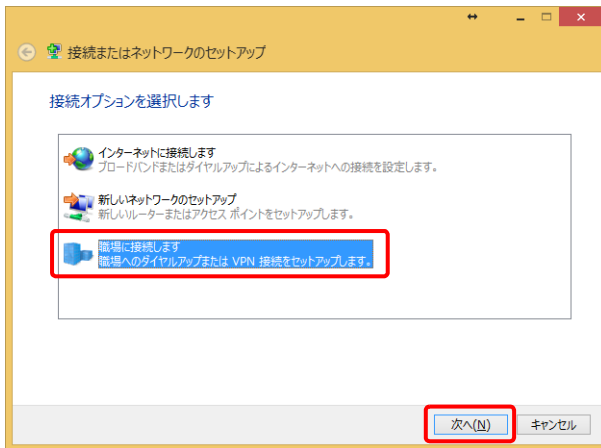 接続またはネットワークのセットアップ
接続オプションを選択します
インターネットに接続します
ブロードバンドまたはダイヤルアップによるインターネットへの接続を設定します。
新しいネットワークのセットアップ
新しいルーターまたはアクセス ポイントをセットアップします。
職場に接続します
職場へのダイヤルアップまたは VPN 接続をセットアップします。
次へ(N) キャンセル